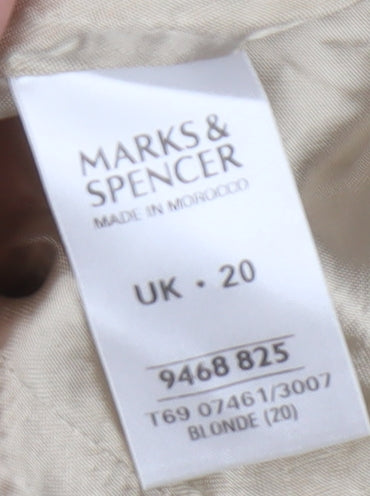 MARKS &
SPENCER
MADE IN MOROCCO
UK • 20
9468 825
T69 07461/3007
BLONDE (20)